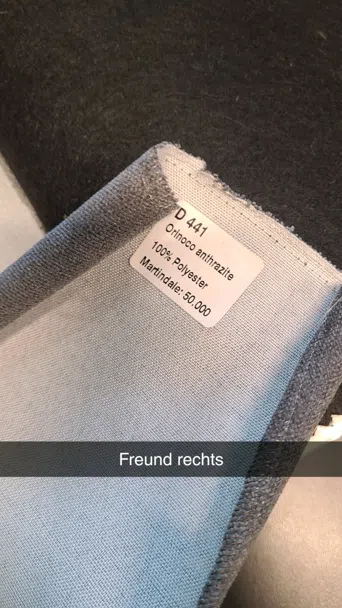 D 441
Orinoco anthrazite
100% Polyester
Martindale: 50.000
Freund rechts